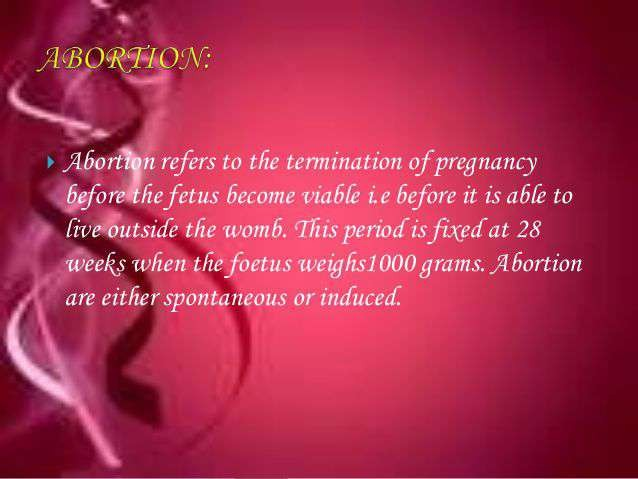 ABORTION:
Abortion refers to the termination of pregnancy
before the fetus become viable i.e before it is able to
live outside the womb. This period is fixed at 28
weeks when the foetus weighs1000 grams. Abortion
are either spontaneous or induced.